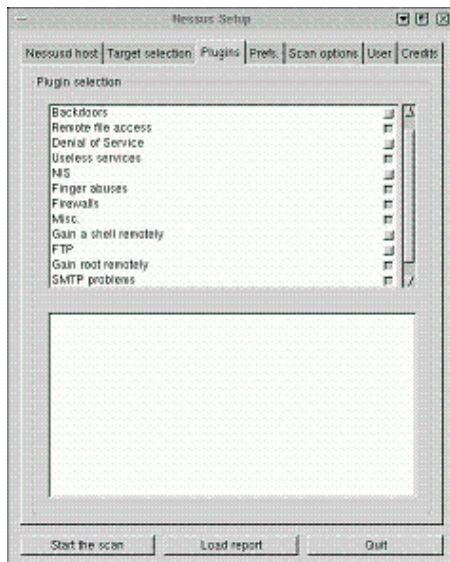 Nessus Setup
Nessusd host Target selection Plugins Prefs. Scan options User Credits
Plugin selection
Backdoors
Remote file access
Denial of Service
Useless services
NIS
Finger abuses
Firewalls
Misc.
Gain a shell remotely
FTP
Gain root remotely
SMTP problems
Start the scan Load report Quit